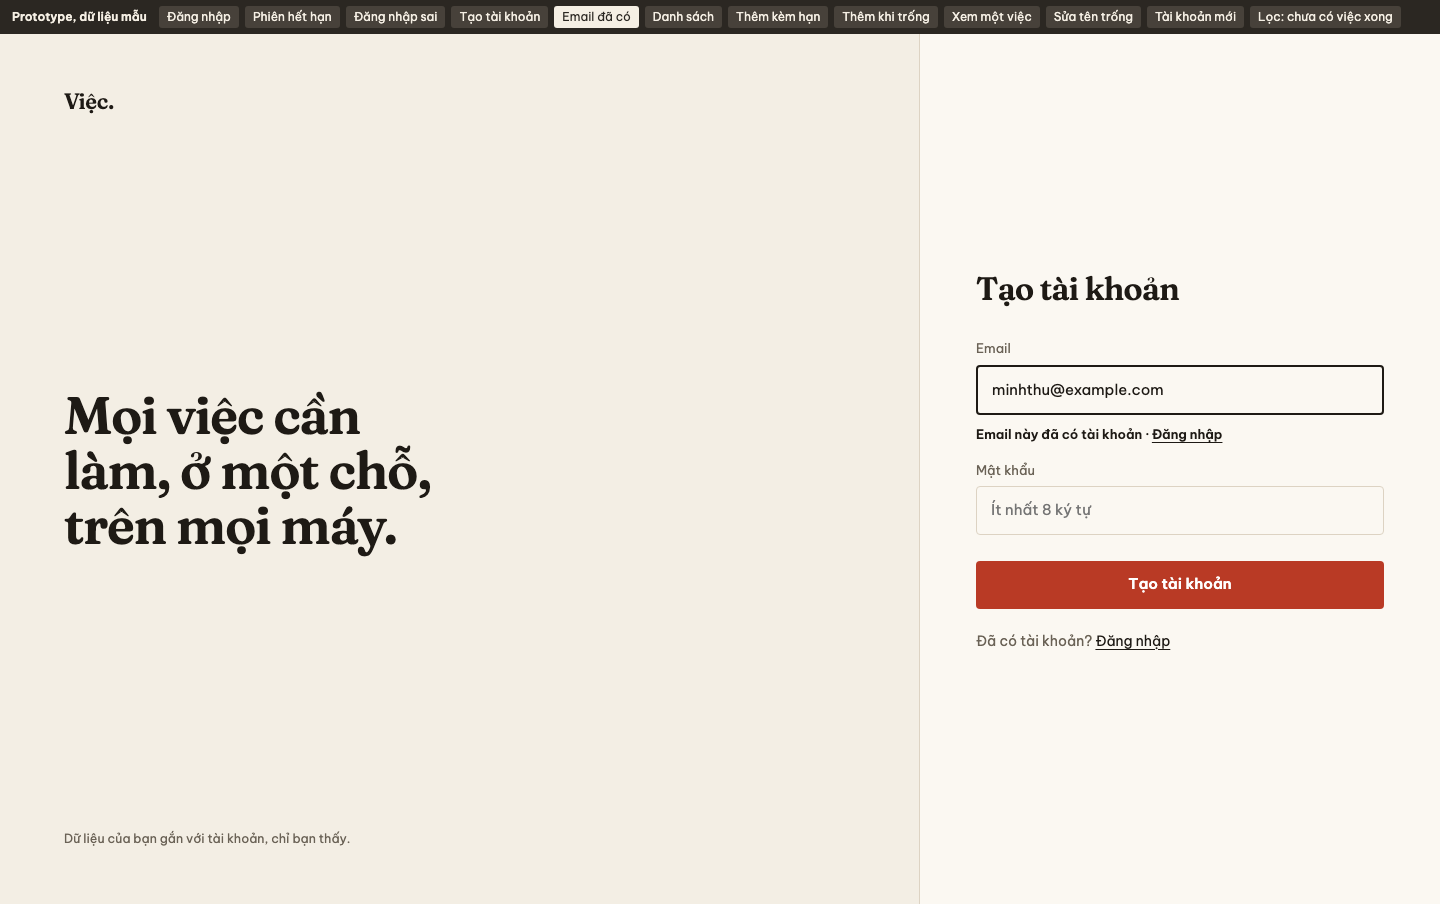 Prototype, dữ liệu mẫu Đăng nhập Phiên hết hạn Đăng nhập sai Tạo tài khoản Email đã có Danh sách Thêm kèm hạn Thêm khi trống Xem một việc Sửa tên trống Tài khoản mới Lọc: chưa có việc xong
Việc.
Mọi việc cần
làm, ở một chỗ,
trên mọi máy.
Dữ liệu của bạn gắn với tài khoản, chỉ bạn thấy.
Tạo tài khoản
Email
minhthu@example.com
Email này đã có tài khoản · Đăng nhập
Mật khẩu
Ít nhất 8 ký tự
Tạo tài khoản
Đã có tài khoản? Đăng nhập